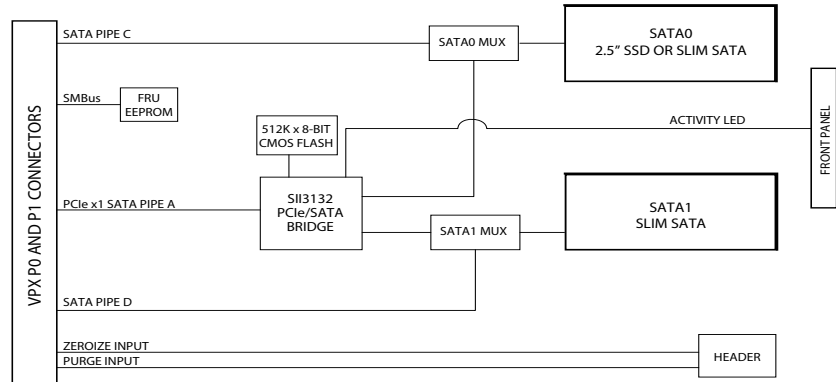 SATA PIPE C
SATA0 MUX
SATA0
2.5" SSD OR SLIM SATA
SMBus
FRU
EEPROM
512K x 8-BIT
CMOS FLASH
ACTIVITY LED
FRONT PANEL
VPX P0 AND P1 CONNECTORS
PCIe x1 SATA PIPE A
SII3132
PCIe/SATA
BRIDGE
SATA1 MUX
SATA1
SLIM SATA
SATA PIPE D
ZEROIZE INPUT
PURGE INPUT
HEADER